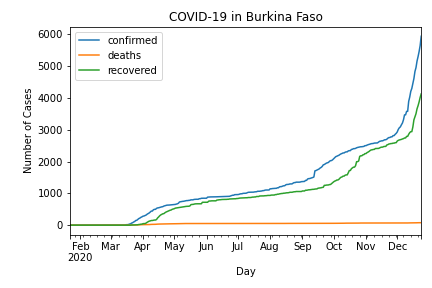 COVID-19 in Burkina Faso
confirmed
deaths
recovered
Number of Cases
6000
5000
4000
3000
2000
1000
0
Feb Mar Apr May Jun Jul Aug Sep Oct Nov Dec
2020
Day